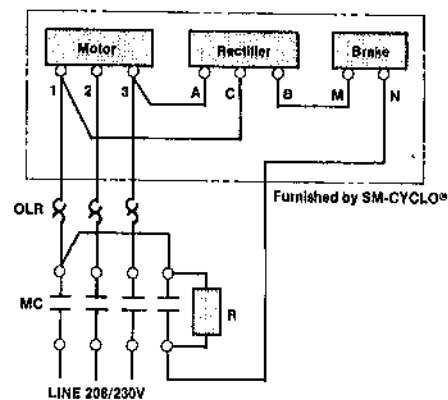 Motor Rectifier Brake
1 2 3 A C B M N
Furnished by SM-CYCLO®
OLR
MC
R
LINE 208/230V